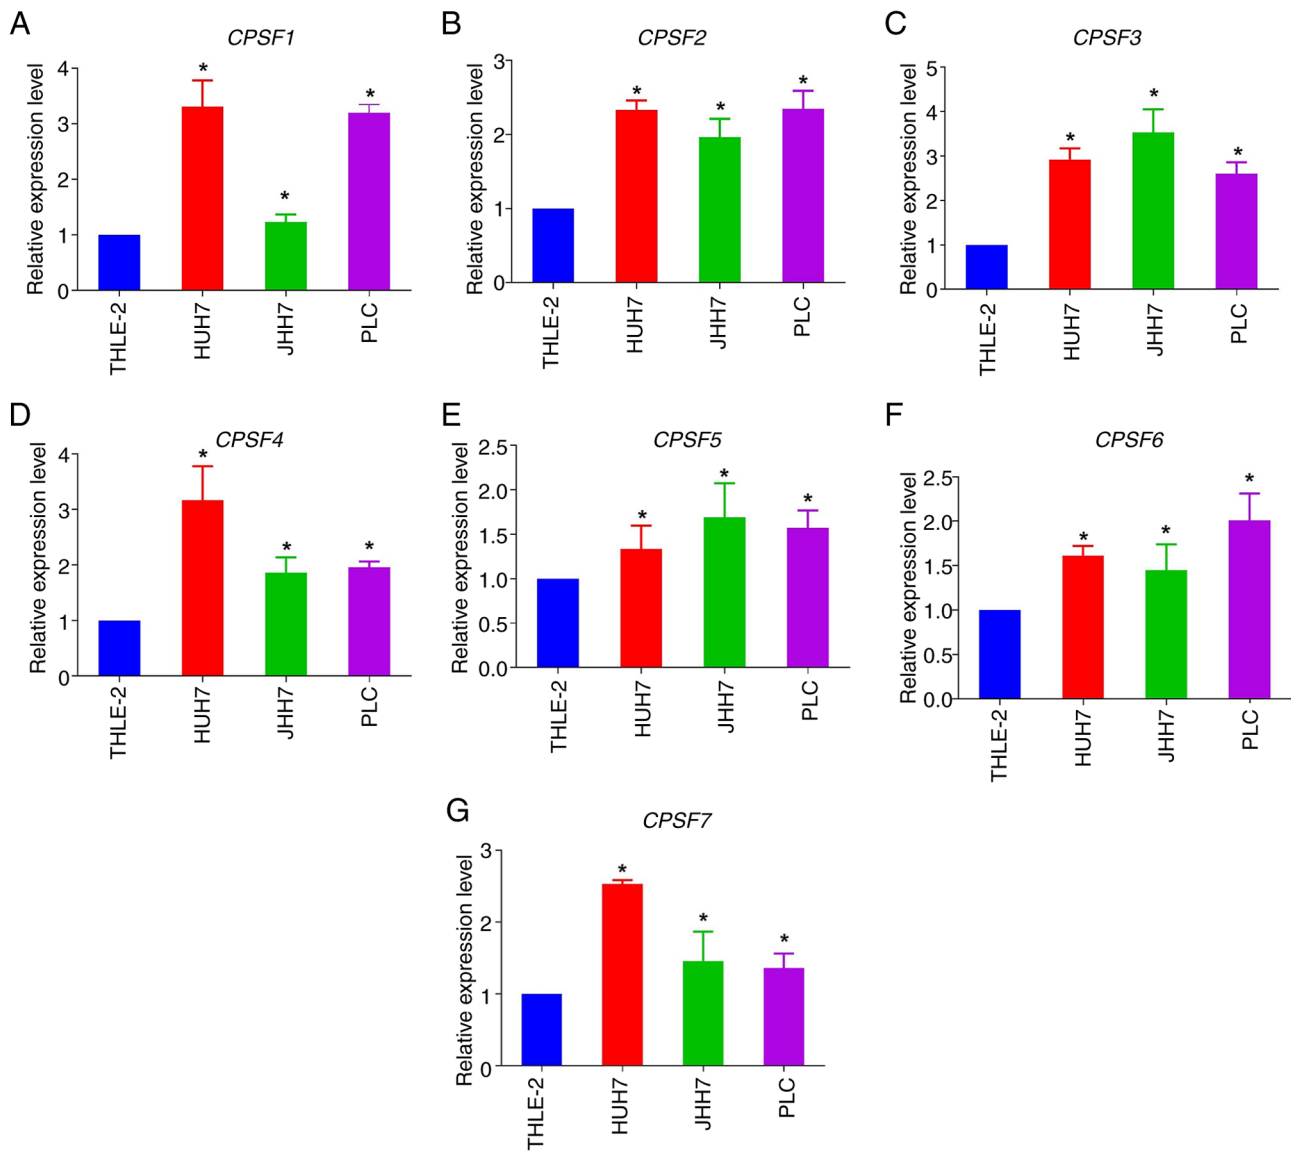 A
CPSF1
Relative expression level
4
3
2
1
0
*
*
*
THLE-2
HUH7
JHH7
PLC
B
CPSF2
Relative expression level
3
2
1
0
*
*
*
THLE-2
HUH7
JHH7
PLC
C
CPSF3
Relative expression level
5
4
3
2
1
0
*
*
*
THLE-2
HUH7
JHH7
PLC
D
CPSF4
Relative expression level
4
3
2
1
0
*
*
*
THLE-2
HUH7
JHH7
PLC
E
CPSF5
Relative expression level
2.5
2.0
1.5
1.0
0.5
0.0
*
*
*
THLE-2
HUH7
JHH7
PLC
F
CPSF6
Relative expression level
2.5
2.0
1.5
1.0
0.5
0.0
*
*
*
THLE-2
HUH7
JHH7
PLC
G
CPSF7
Relative expression level
3
2
1
0
*
*
*
THLE-2
HUH7
JHH7
PLC